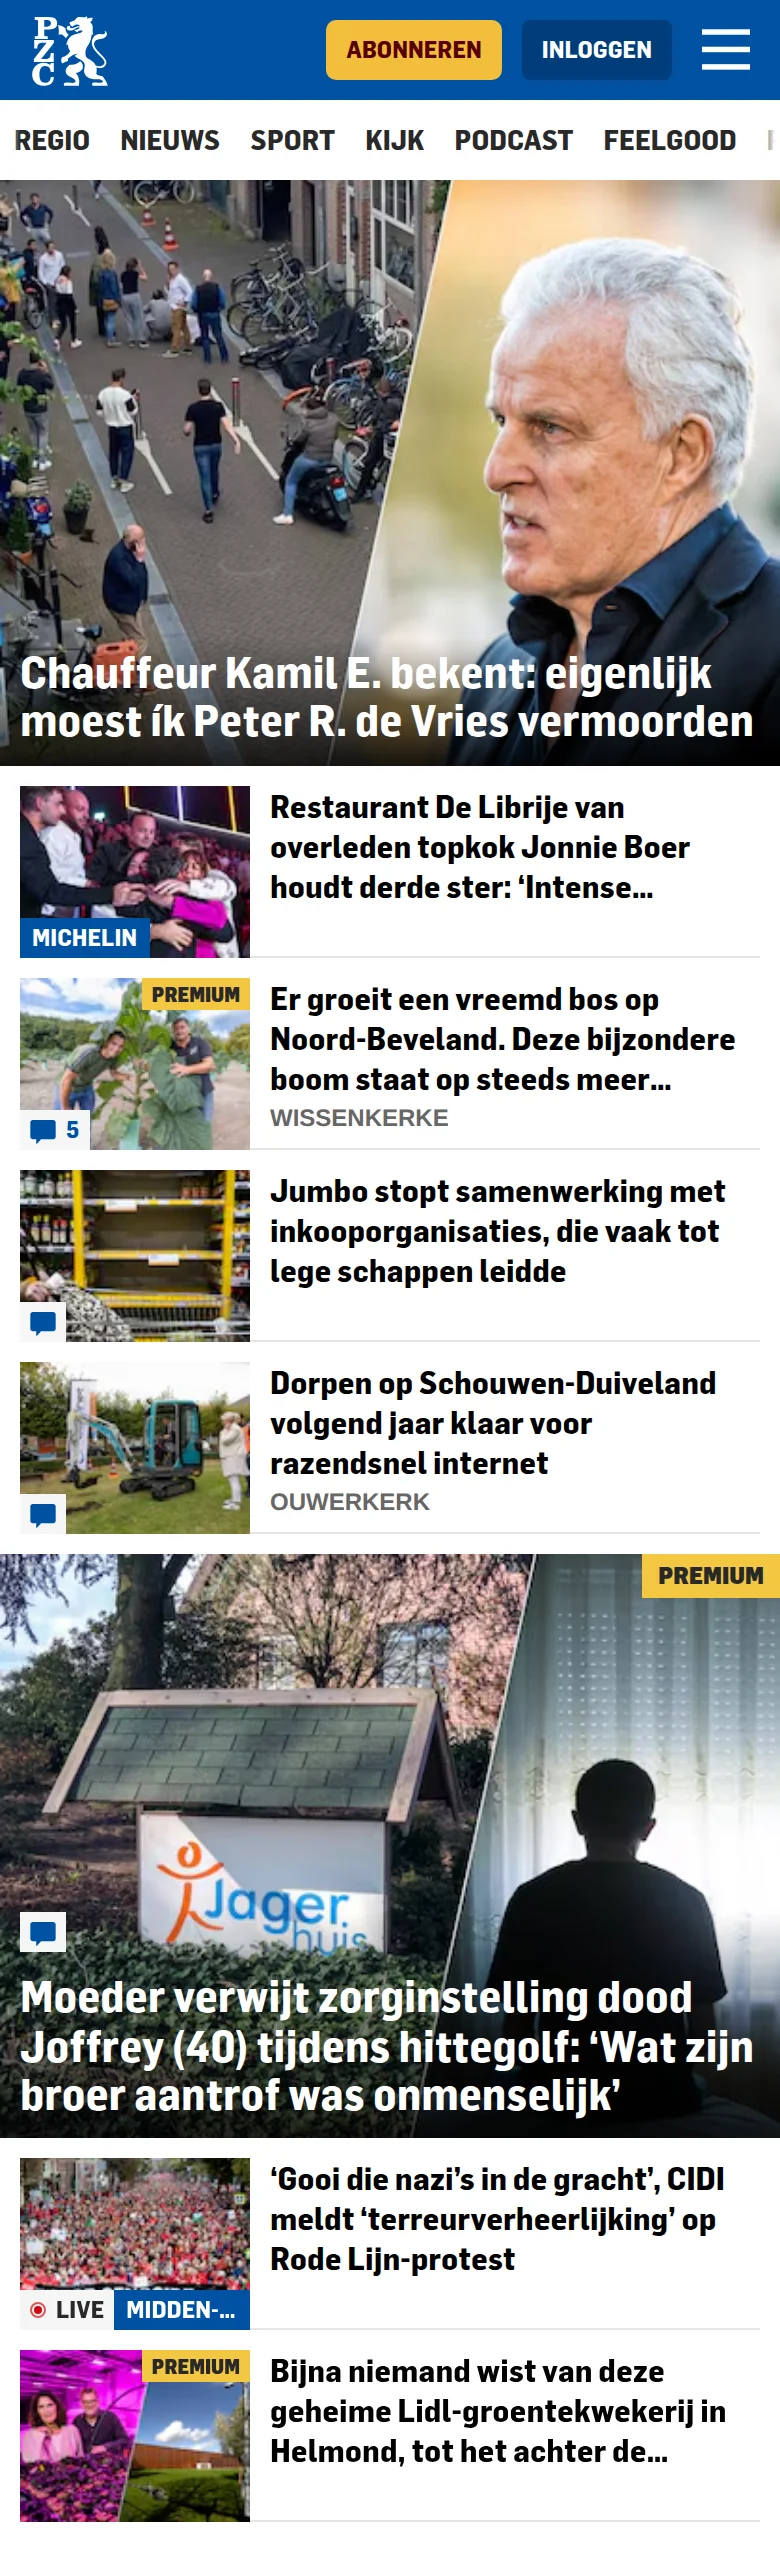 PZC
ABONNEREN
INLOGGEN
REGIO NIEUWS SPORT KIJK PODCAST FEELGOOD
Chauffeur Kamil E. bekent: eigenlijk
moest ík Peter R. de Vries vermoorden
MICHELIN
Restaurant De Librije van
overleden topkok Jonnie Boer
houdt derde ster: ‘Intense...
PREMIUM
5
Er groeit een vreemd bos op
Noord-Beveland. Deze bijzondere
boom staat op steeds meer...
WISSENKERKE
Jumbo stopt samenwerking met
inkooporganisaties, die vaak tot
lege schappen leidde
Dorpen op Schouwen-Duiveland
volgend jaar klaar voor
razendsnel internet
OUWERKERK
PREMIUM
Jager
huis
Moeder verwijt zorginstelling dood
Joffrey (40) tijdens hittegolf: ‘Wat zijn
broer aantrof was onmenselijk’
LIVE MIDDEN-...
‘Gooi die nazi’s in de gracht’, CIDI
meldt ‘terreurverheerlijking’ op
Rode Lijn-protest
PREMIUM
Bijna niemand wist van deze
geheime Lidl-groentekwekerij in
Helmond, tot het achter de...